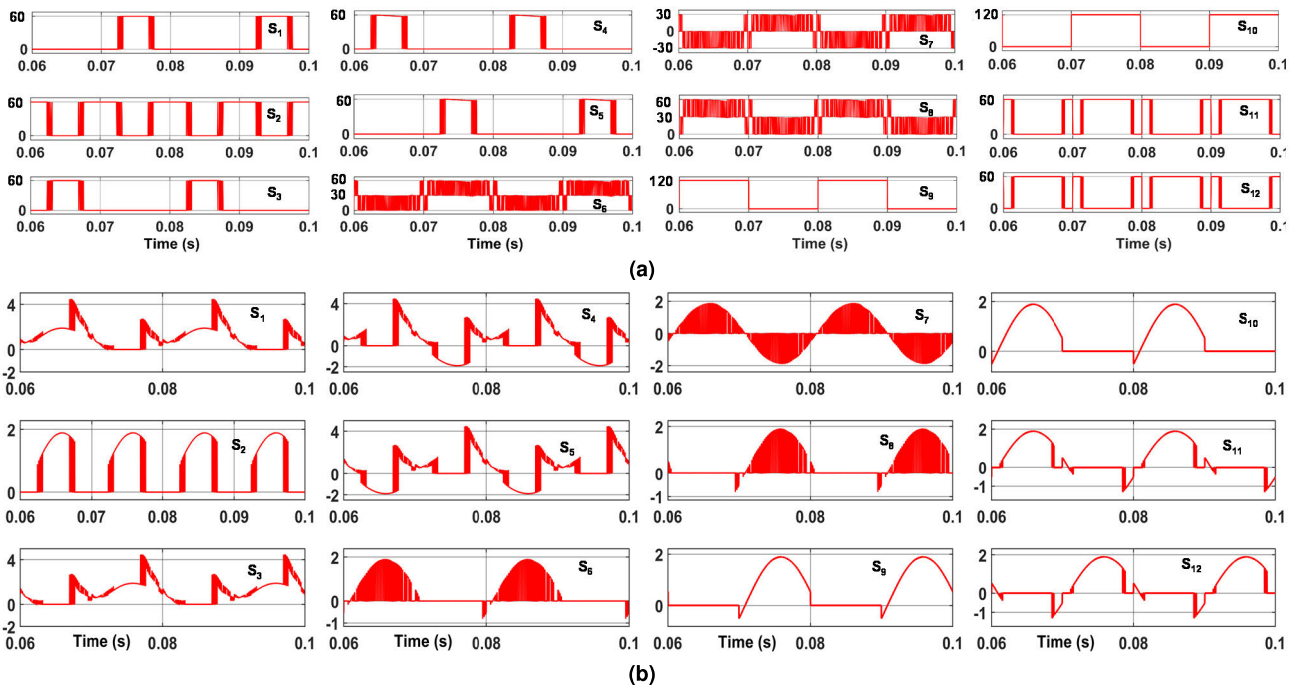 (a)
60 0 S1 0.06 0.07 0.08 0.09 0.1
60 0 S4 0.06 0.07 0.08 0.09 0.1
30 0 -30 S7 0.06 0.07 0.08 0.09 0.1
120 0 S10 0.06 0.07 0.08 0.09 0.1
60 0 S2 0.06 0.07 0.08 0.09 0.1
60 0 S5 0.06 0.07 0.08 0.09 0.1
60 30 0 S8 0.06 0.07 0.08 0.09 0.1
60 0 S11 0.06 0.07 0.08 0.09 0.1
60 0 S3 0.06 0.07 0.08 0.09 0.1
Time (s)
60 30 0 S6 0.06 0.07 0.08 0.09 0.1
Time (s)
120 0 S9 0.06 0.07 0.08 0.09 0.1
Time (s)
60 0 S12 0.06 0.07 0.08 0.09 0.1
Time (s)
(b)
4 2 0 -2 S1 0.06 0.08 0.1
4 2 0 -2 S4 0.06 0.08 0.1
2 0 -2 S7 0.06 0.08 0.1
2 0 S10 0.06 0.08 0.1
2 0 S2 0.06 0.07 0.08 0.09 0.1
4 2 0 -2 S5 0.06 0.08 0.1
2 0 -1 S8 0.06 0.08 0.1
2 0 -1 S11 0.06 0.08 0.1
4 2 0 -2 S3 0.06 0.08 0.1
Time (s)
2 1 0 -1 S6 0.06 0.08 0.1
Time (s)
2 0 S9 0.06 0.08 0.1
Time (s)
2 0 -1 S12 0.06 0.08 0.1
Time (s)